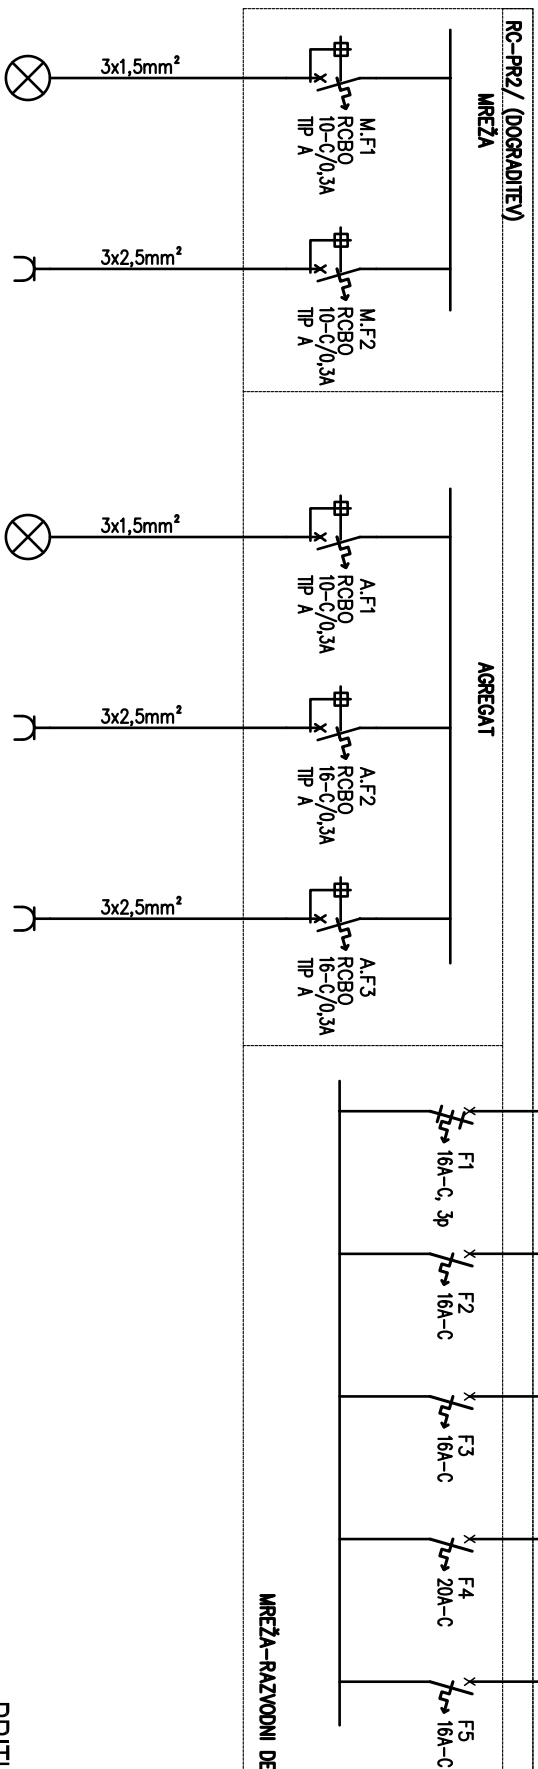 RC-PR2/ (DOGRADITEV)
MREŽA
M.F1
RCBO
10-C/0,3A
TIP A
3x1,5mm²
M.F2
RCBO
10-C/0,3A
TIP A
3x2,5mm²
AGREGAT
A.F1
RCBO
10-C/0,3A
TIP A
3x1,5mm²
A.F2
RCBO
16-C/0,3A
TIP A
3x2,5mm²
A.F3
RCBO
16-C/0,3A
TIP A
3x2,5mm²
F1
16A-C, 3p
F2
16A-C
F3
16A-C
F4
20A-C
F5
16A-C
MREŽA-RAZVODNI DE